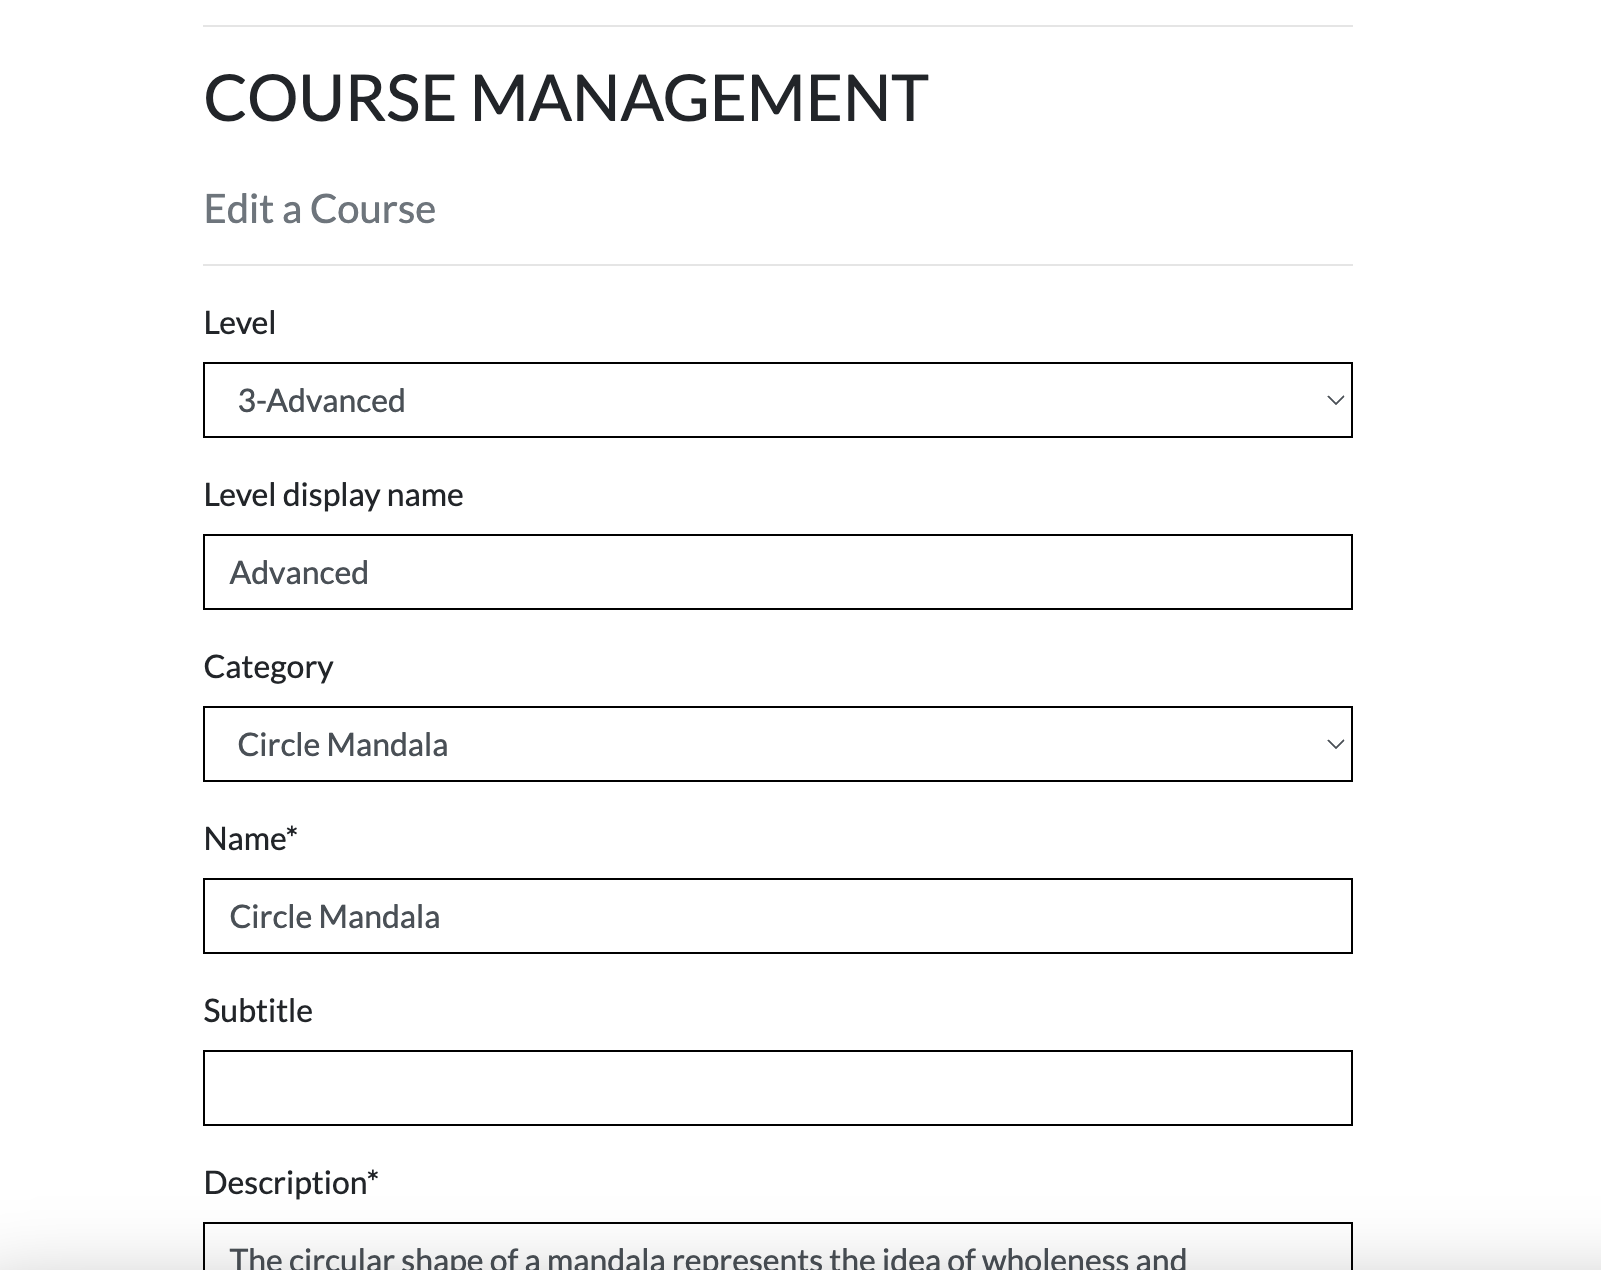 COURSE MANAGEMENT
Edit a Course
Level
3-Advanced
Level display name
Advanced
Category
Circle Mandala
Name*
Circle Mandala
Subtitle
Description*
The circular shape of a mandala represents the idea of wholeness and